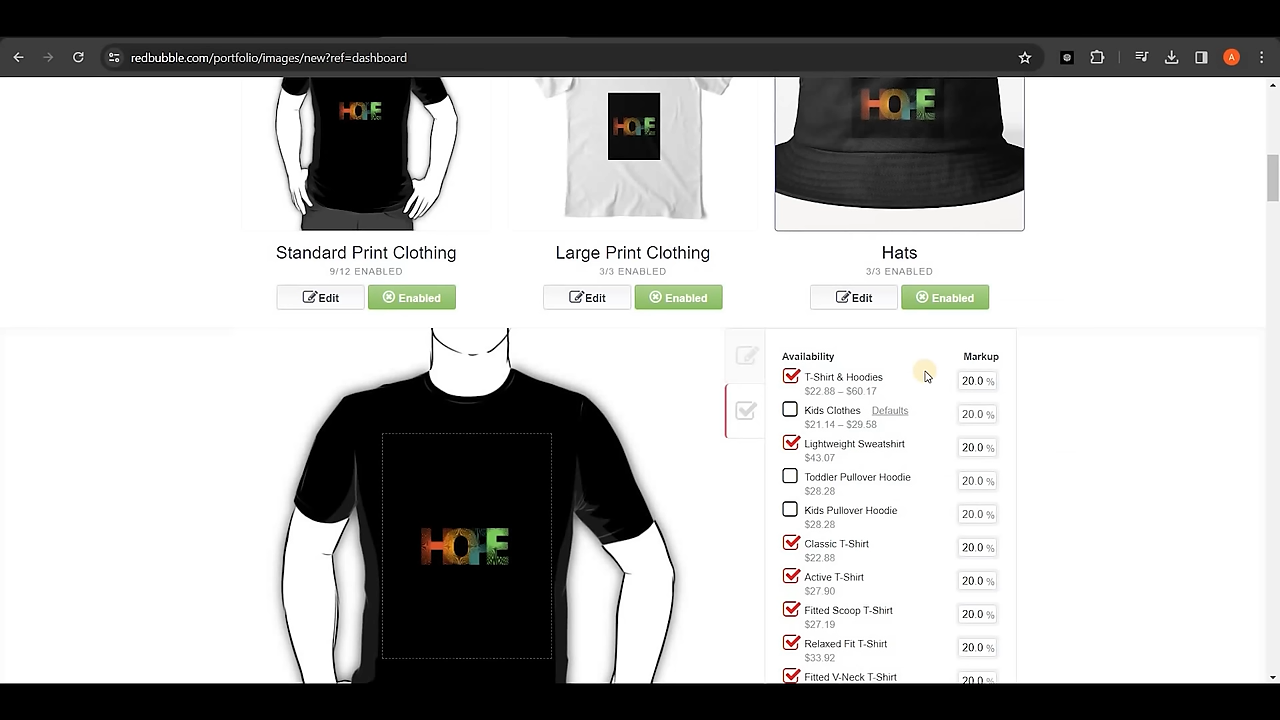 redbubble.com/portfolio/images/new?ref=dashboard
A
HOPE
HOPE
HOPE
Standard Print Clothing
Large Print Clothing
Hats
9/12 ENABLED
3/3 ENABLED
3/3 ENABLED
Edit
Enabled
Edit
Enabled
Edit
Enabled
Availability
Markup
T-Shirt & Hoodies
20.0 %
$22.88 – $60.17
Kids Clothes Defaults
20.0 %
$21.14 – $29.58
Lightweight Sweatshirt
20.0 %
$43.07
Toddler Pullover Hoodie
20.0 %
$28.28
Kids Pullover Hoodie
20.0 %
$28.28
HOPE
Classic T-Shirt
20.0 %
$22.88
Active T-Shirt
20.0 %
$27.90
Fitted Scoop T-Shirt
20.0 %
$27.19
Relaxed Fit T-Shirt
20.0 %
$33.92
Fitted V-Neck T-Shirt
20.0 %